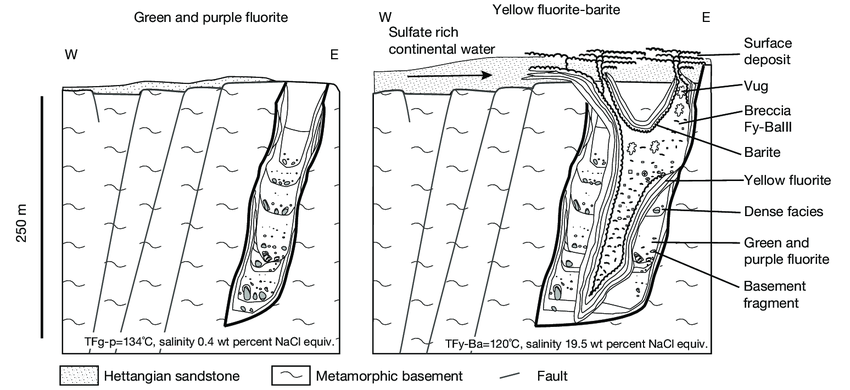 Green and purple fluorite
Yellow fluorite-barite
W
E
W
E
Sulfate rich
continental water
Surface
deposit
Vug
Breccia
Fy-BaIII
Barite
Yellow fluorite
Dense facies
Green and
purple fluorite
Basement
fragment
250 m
TFg-p=134°C, salinity 0.4 wt percent NaCl equiv.
TFy-Ba=120°C, salinity 19.5 wt percent NaCl equiv.
Hettangian sandstone
Metamorphic basement
Fault